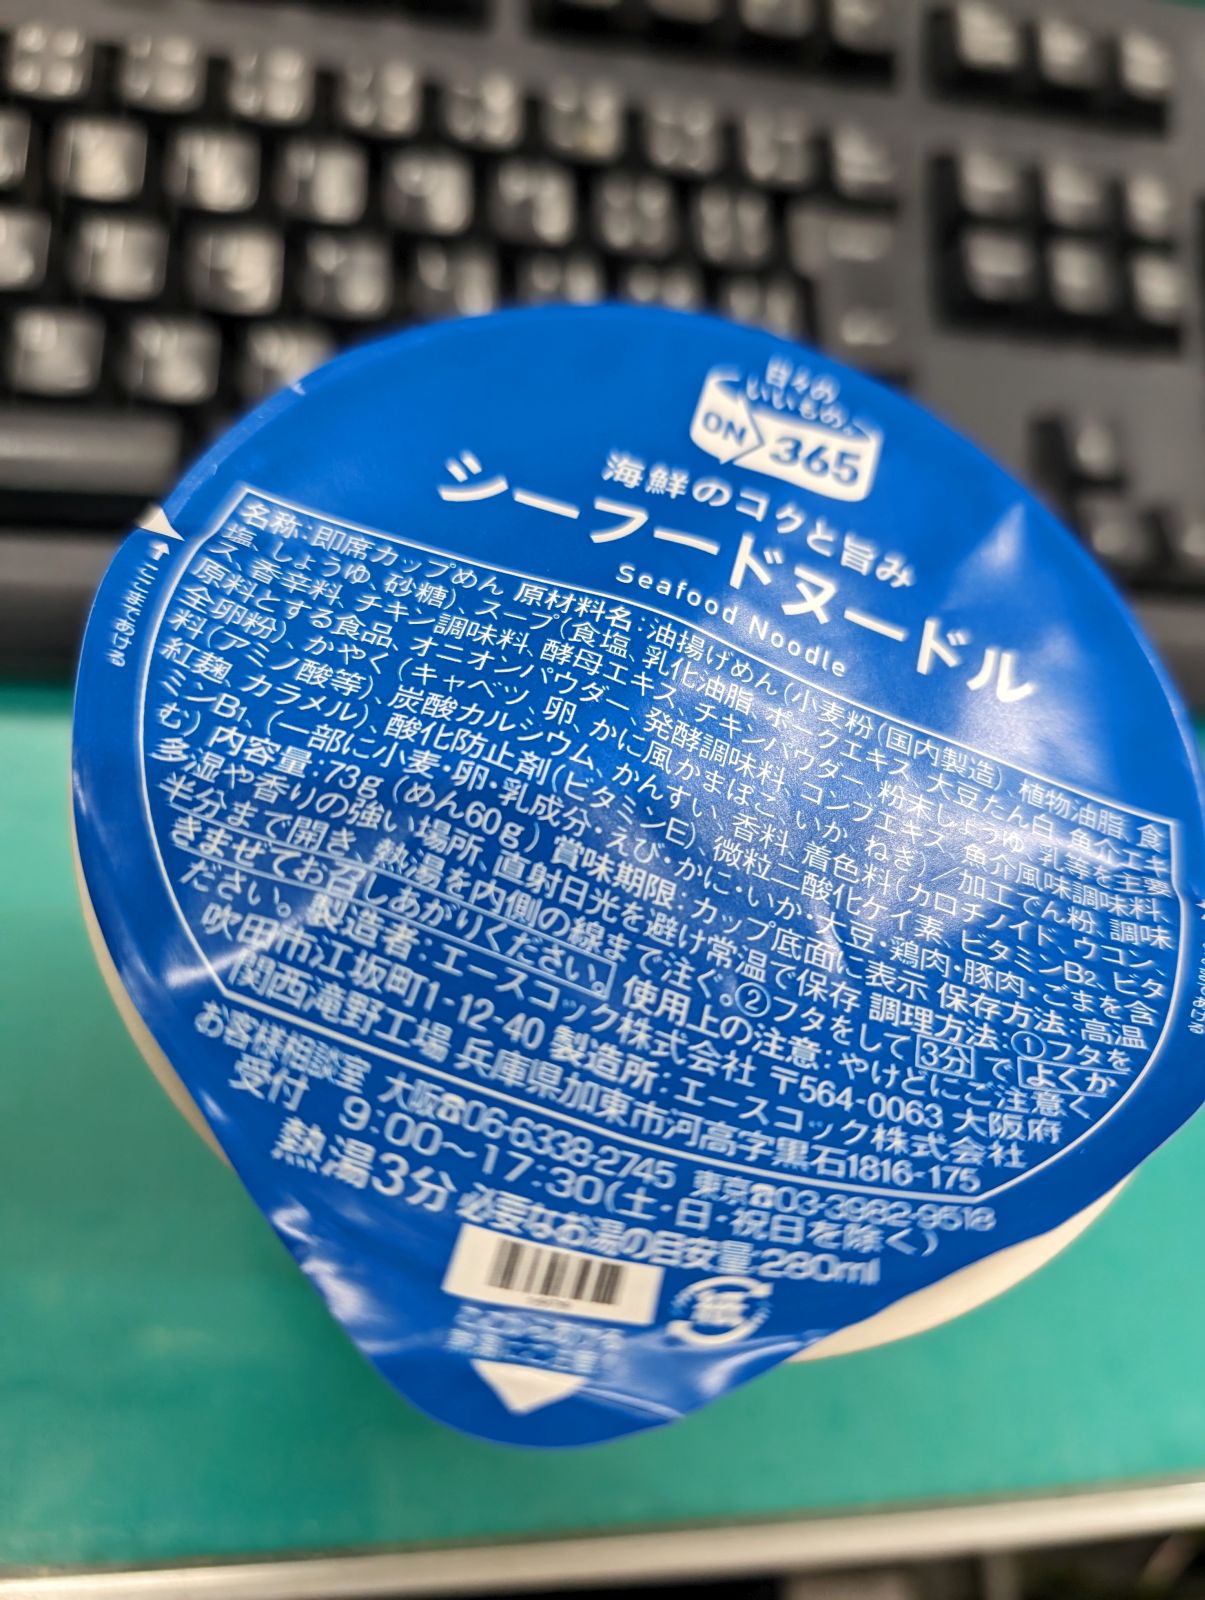 日々の
いいもの。
ON 365
海鮮のコクと旨み
シーフードヌードル
Seafood Noodle
名称:即席カップめん 原材料名:油揚げめん(小麦粉(国内製造)、植物油脂、食
塩、しょうゆ、砂糖)、スープ(食塩、乳化油脂、ポークエキス、大豆たん白、魚介エキ
ス、香辛料、チキン調味料、酵母エキス、チキンパウダー、粉末しょうゆ、乳等を主要
原料とする食品、オニオンパウダー、発酵調味料、コンブエキス、魚介風味調味料、
全卵粉)、かやく(キャベツ、卵、かに風かまぼこ、いか、ねぎ)/加工でん粉、調味
料(アミノ酸等)、炭酸カルシウム、かんすい、香料、着色料(カロチノイド、ウコン、
紅麹、カラメル)、酸化防止剤(ビタミンE)、微粒二酸化ケイ素、ビタミンB2、ビタ
ミンB1、(一部に小麦・卵・乳成分・えび・かに・いか・大豆・鶏肉・豚肉・ごまを含
む) 内容量:73g(めん60g) 賞味期限:カップ底面に表示 保存方法:高温
多湿や香りの強い場所、直射日光を避け常温で保存 調理方法:①フタを
半分まで開き、熱湯を内側の線まで注ぐ。②フタをして3分で よくか
きまぜてお召しあがりください。 使用上の注意:やけどにご注意く
ださい。 製造者:エースコック株式会社 〒564-0063 大阪府
吹田市江坂町1-12-40 製造所:エースコック株式会社
関西滝野工場 兵庫県加東市河高字黒石1816-175
お客様相談室 大阪☎06-6338-2745 東京☎03-3982-9518
受付 9:00〜17:30(土・日・祝日を除く)
熱湯3分 必要なお湯の目安量:280ml
紙
↑ここまであける